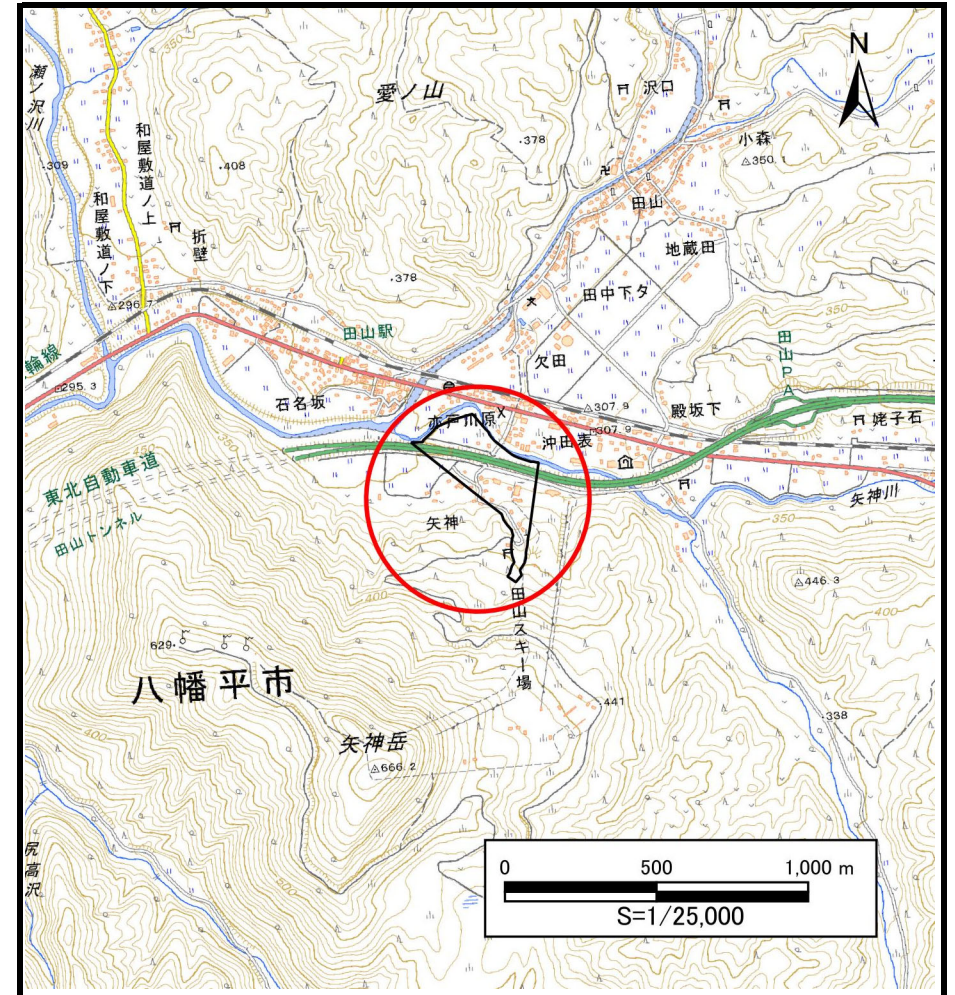 350
瀬ノ沢川
愛ノ山
N
沢口
和屋敷道ノ上
・378
小森
△350.1
・309
・408
田山
和屋敷道ノ下
折壁
地蔵田
・378
田中下タ
△296.7
田山駅
田山PA
輪線
欠田
□295.3
石名坂
△307.9
殿坂下
赤戸川原
□307.9
沖田表
姥子石
東北自動車道
矢神川
田山トンネル
矢神
350
△446.3
400
400
田山スキー場
629・
八幡平市
・441
・338
400
矢神岳
△666.2
尻高沢
500
0 500 1,000 m
S=1/25,000